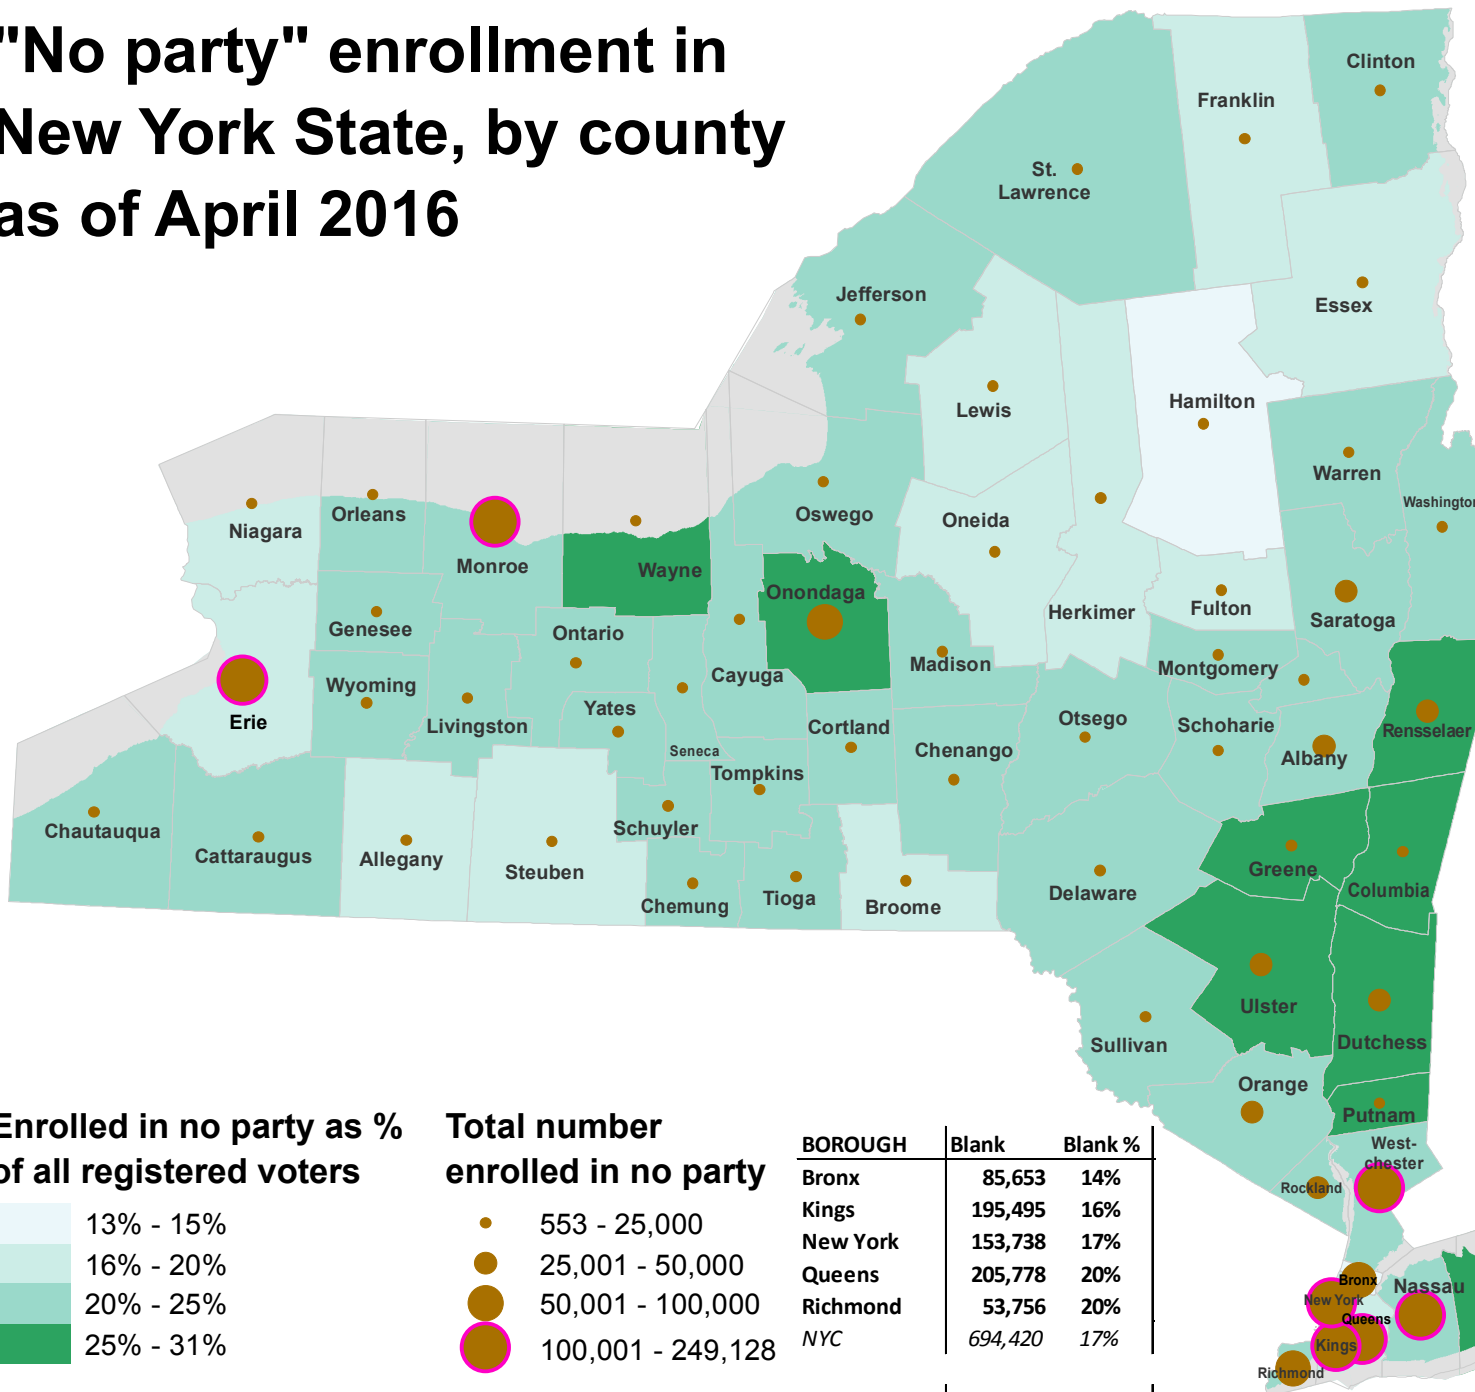 "No party" enrollment in
New York State, by county
as of April 2016
Clinton
Franklin
St.
Lawrence
Jefferson
Essex
Lewis
Hamilton
Warren
Washington
Niagara
Orleans
Monroe
Wayne
Oswego
Oneida
Onondaga
Herkimer
Fulton
Saratoga
Genesee
Ontario
Madison
Montgomery
Wyoming
Livingston
Yates
Cayuga
Seneca
Erie
Cortland
Chenango
Otsego
Schoharie
Albany
Rensselaer
Tompkins
Chautauqua
Cattaraugus
Allegany
Steuben
Schuyler
Chemung
Tioga
Broome
Delaware
Greene
Columbia
Ulster
Dutchess
Sullivan
Orange
Putnam
West-
chester
Rockland
Bronx
New York
Nassau
Queens
Kings
Richmond
Enrolled in no party as %
of all registered voters
13% - 15%
16% - 20%
20% - 25%
25% - 31%
Total number
enrolled in no party
553 - 25,000
25,001 - 50,000
50,001 - 100,000
100,001 - 249,128
BOROUGH Blank Blank %
Bronx 85,653 14%
Kings 195,495 16%
New York 153,738 17%
Queens 205,778 20%
Richmond 53,756 20%
NYC 694,420 17%